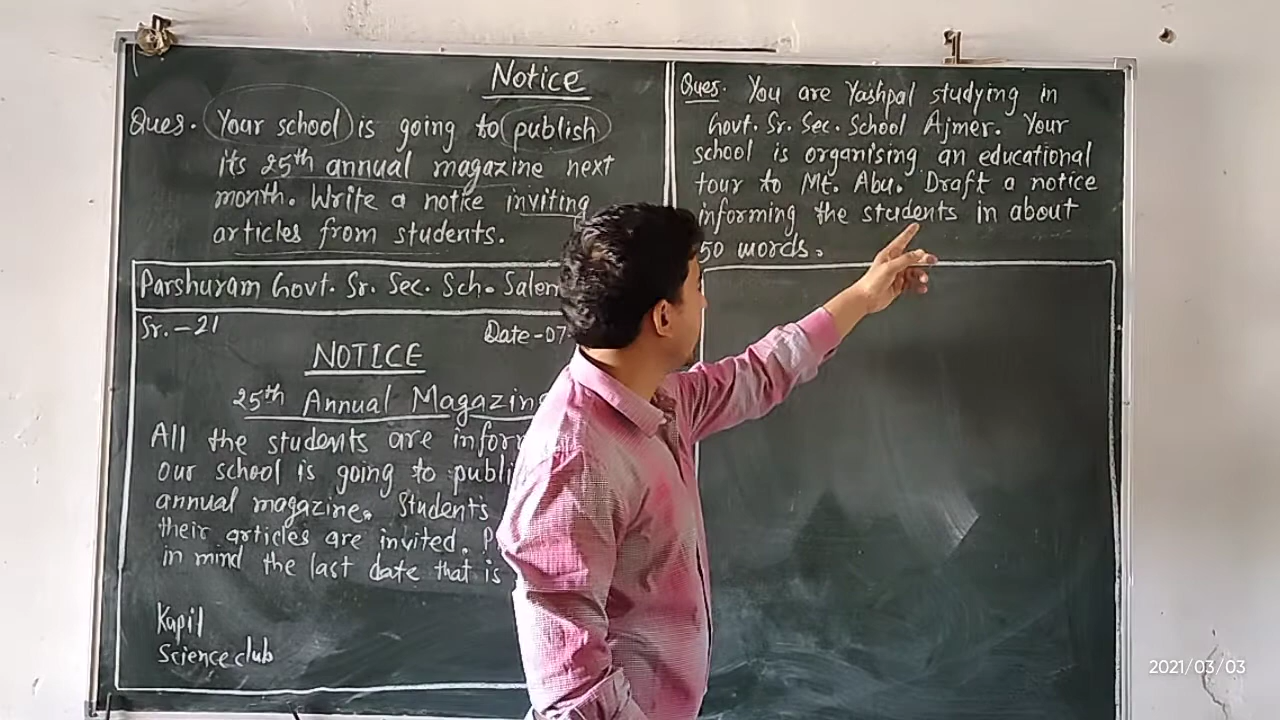 Notice
Ques. Your school is going to publish
its 25th annual magazine next
month. Write a notice inviting
articles from students.
Parshuram Govt. Sr. Sec. Sch. Salem
Sr. - 21 Date - 07
NOTICE
25th Annual Magazine
All the students are
our school is going to
annual magazine. Students
their articles are invited.
in mind the last date that is
Kapil
Science club
Ques. You are Yashpal studying in
Govt. Sr. Sec. School Ajmer. Your
school is organising an educational
tour to Mt. Abu. Draft a notice
informing the students in about
50 words.
2021/03/03